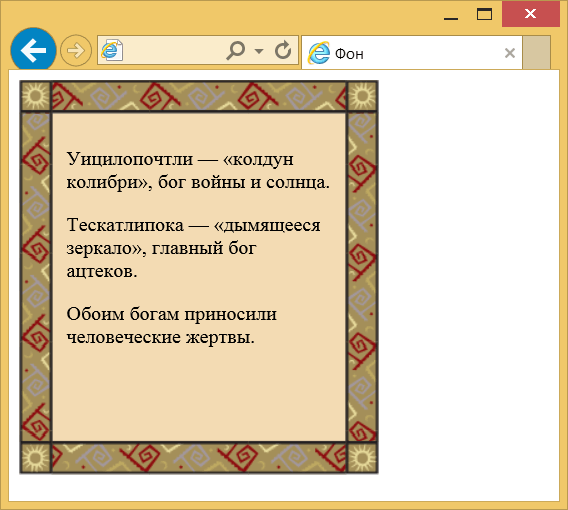 Фон
Уицилопочтли — «колдун
колибри», бог войны и солнца.
Тескатлипока — «дымящееся
зеркало», главный бог
ацтеков.
Обоим богам приносили
человеческие жертвы.